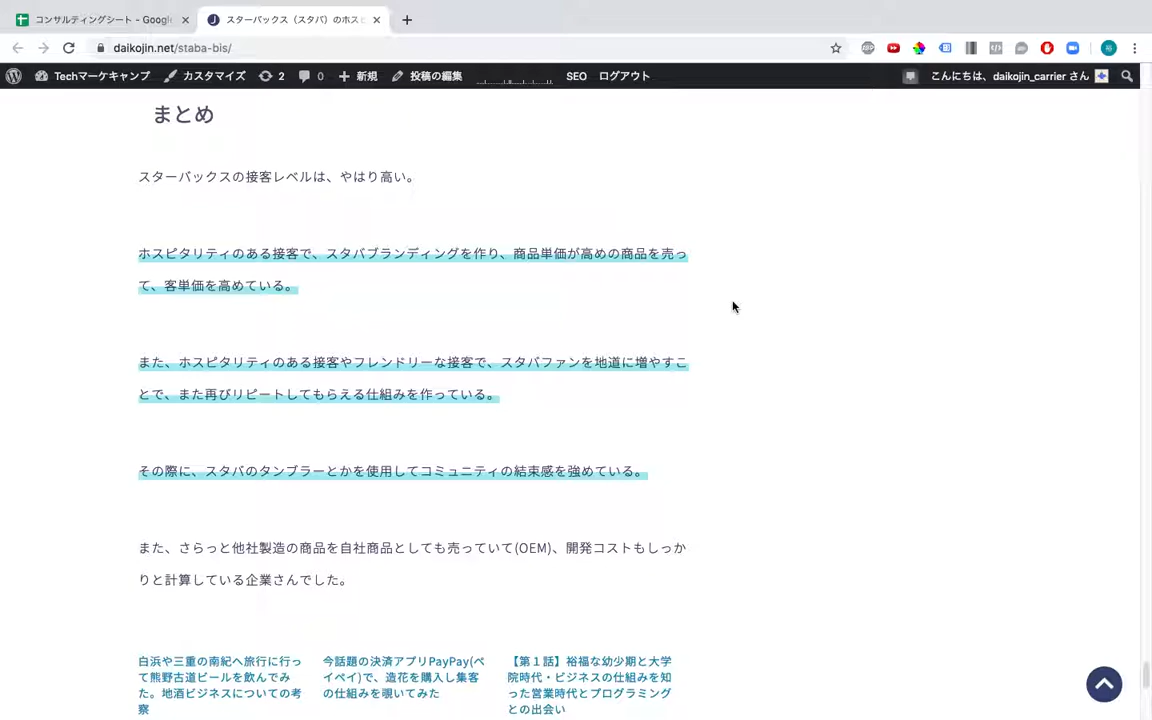 コンサルティングシート - Google
スターバックス（スタバ）のホスピ
daikojin.net/staba-bis/
Techマーケキャンプ カスタマイズ 2 0 新規 投稿の編集 SEO ログアウト こんにちは、daikojin_carrier さん
まとめ
スターバックスの接客レベルは、やはり高い。
ホスピタリティのある接客で、スタバブランディングを作り、商品単価が高めの商品を売っ
て、客単価を高めている。
また、ホスピタリティのある接客やフレンドリーな接客で、スタバファンを地道に増やすこ
とで、また再びリピートしてもらえる仕組みを作っている。
その際に、スタバのタンブラーとかを使用してコミュニティの結束感を強めている。
また、さらっと他社製造の商品を自社商品としても売っていて(OEM)、開発コストもしっか
りと計算している企業さんでした。
白浜や三重の南紀へ旅行に行っ
て熊野古道ビールを飲んでみ
た。地酒ビジネスについての考
察
今話題の決済アプリPayPay(ペ
イペイ)で、造花を購入し集客
の仕組みを覗いてみた
【第１話】裕福な幼少期と大学
院時代・ビジネスの仕組みを知
った営業時代とプログラミング
との出会い